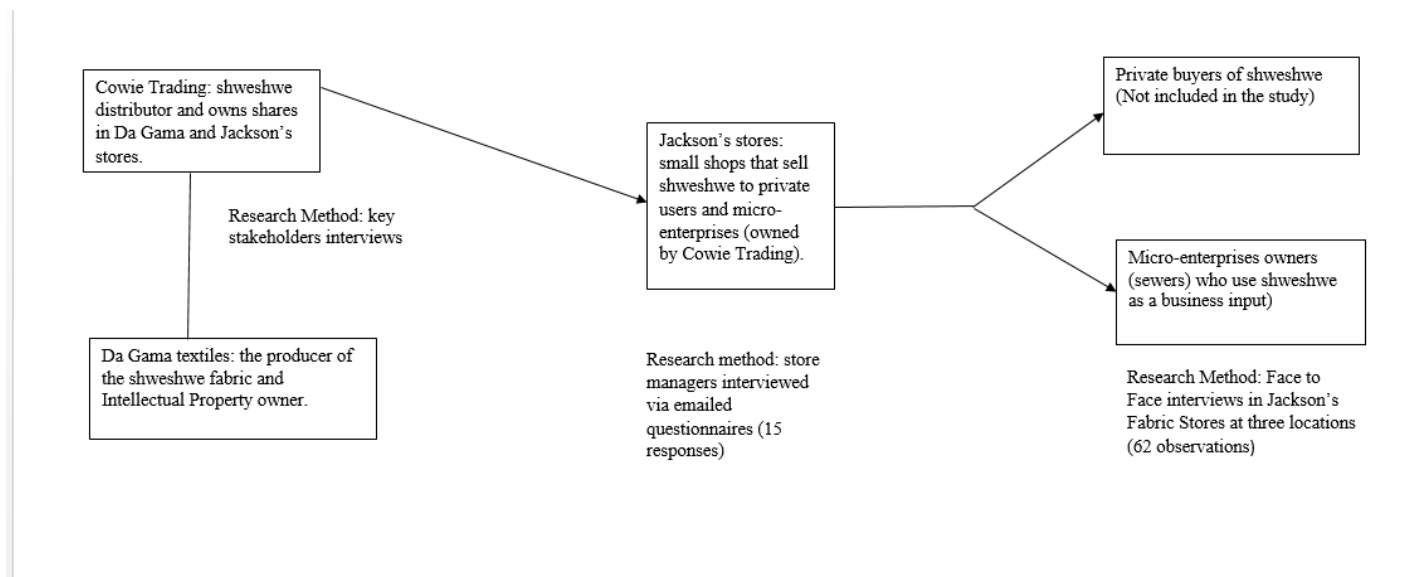 Cowie Trading: shweshwe
distributor and owns shares
in Da Gama and Jackson's
stores.
Research Method: key
stakeholders interviews
Da Gama textiles: the producer of
the shweshwe fabric and
Intellectual Property owner.
Jackson's stores:
small shops that sell
shweshwe to private
users and micro-
enterprises (owned
by Cowie Trading).
Research method: store
managers interviewed
via emailed
questionnaires (15
responses)
Private buyers of shweshwe
(Not included in the study)
Micro-enterprises owners
(sewers) who use shweshwe
as a business input)
Research Method: Face to
Face interviews in Jackson's
Fabric Stores at three locations
(62 observations)